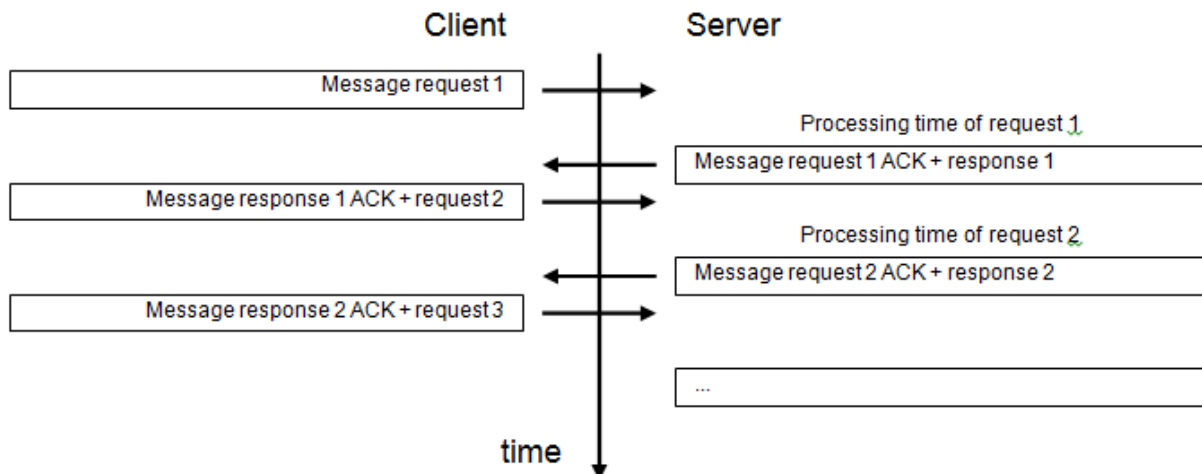 Client
Server
Message request 1
Processing time of request 1
Message request 1 ACK + response 1
Message response 1 ACK + request 2
Processing time of request 2
Message request 2 ACK + response 2
Message response 2 ACK + request 3
...
time